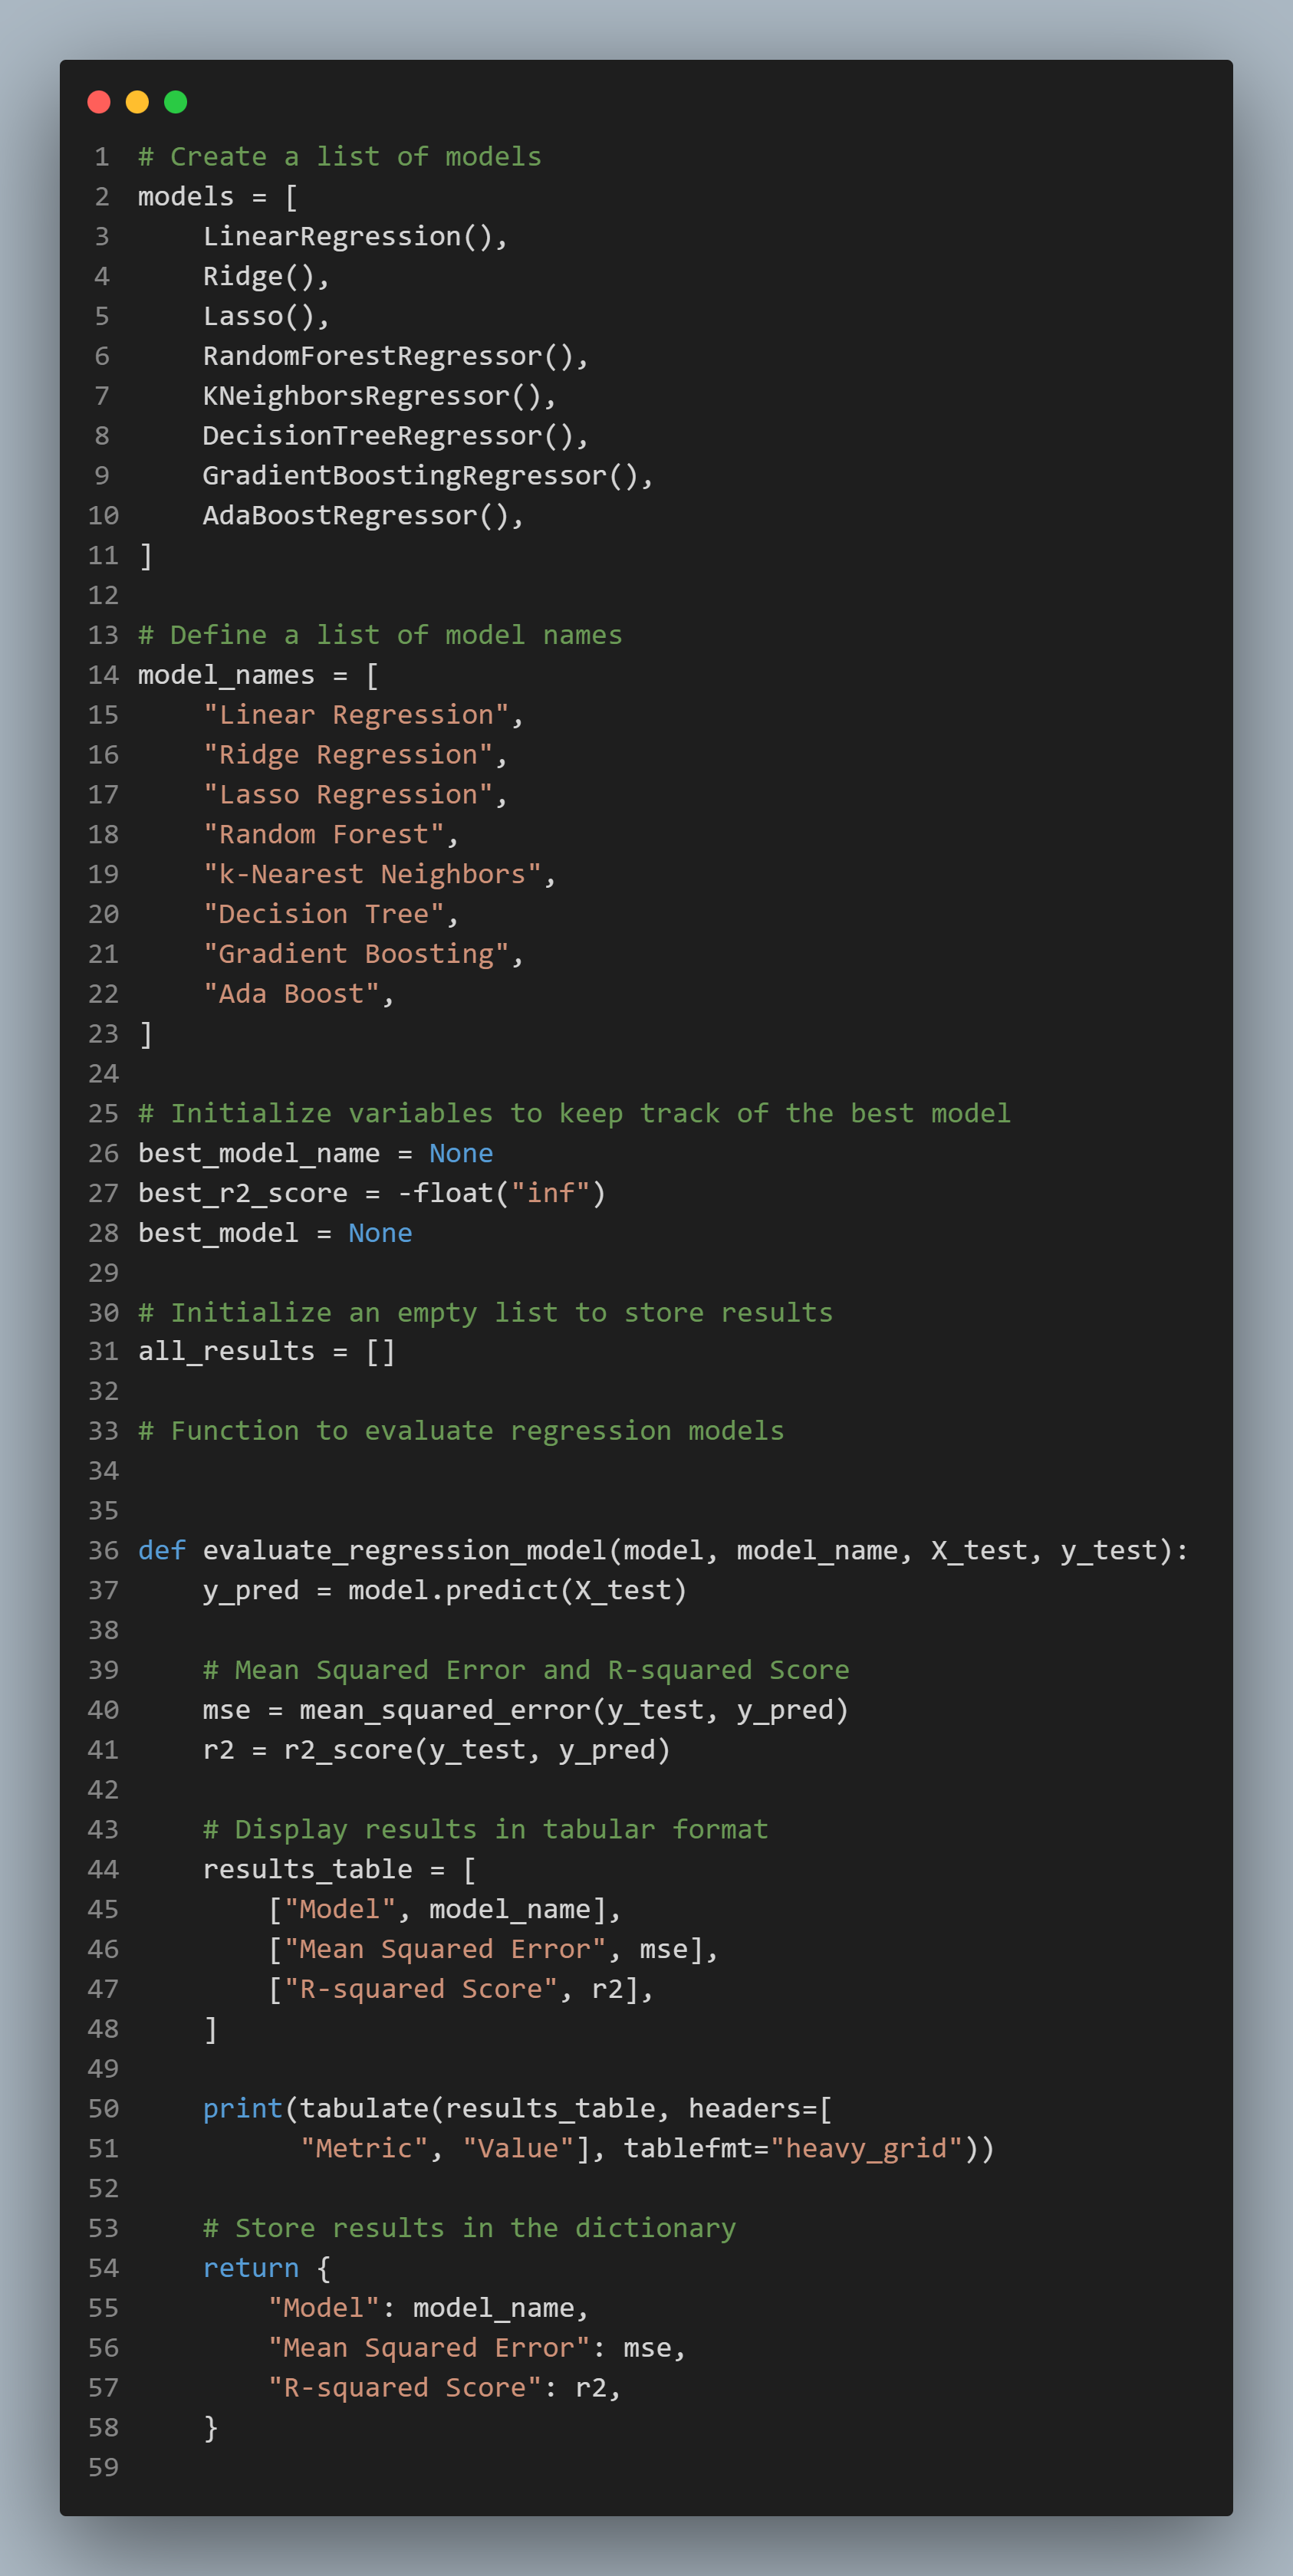 1 # Create a list of models
2 models = [
3     LinearRegression(),
4     Ridge(),
5     Lasso(),
6     RandomForestRegressor(),
7     KNeighborsRegressor(),
8     DecisionTreeRegressor(),
9     GradientBoostingRegressor(),
10     AdaBoostRegressor(),
11 ]
12
13 # Define a list of model names
14 model_names = [
15     "Linear Regression",
16     "Ridge Regression",
17     "Lasso Regression",
18     "Random Forest",
19     "k-Nearest Neighbors",
20     "Decision Tree",
21     "Gradient Boosting",
22     "Ada Boost",
23 ]
24
25 # Initialize variables to keep track of the best model
26 best_model_name = None
27 best_r2_score = -float("inf")
28 best_model = None
29
30 # Initialize an empty list to store results
31 all_results = []
32
33 # Function to evaluate regression models
34
35
36 def evaluate_regression_model(model, model_name, X_test, y_test):
37     y_pred = model.predict(X_test)
38
39     # Mean Squared Error and R-squared Score
40     mse = mean_squared_error(y_test, y_pred)
41     r2 = r2_score(y_test, y_pred)
42
43     # Display results in tabular format
44     results_table = [
45         ["Model", model_name],
46         ["Mean Squared Error", mse],
47         ["R-squared Score", r2],
48     ]
49
50     print(tabulate(results_table, headers=[
51           "Metric", "Value"], tablefmt="heavy_grid"))
52
53     # Store results in the dictionary
54     return {
55         "Model": model_name,
56         "Mean Squared Error": mse,
57         "R-squared Score": r2,
58     }
59